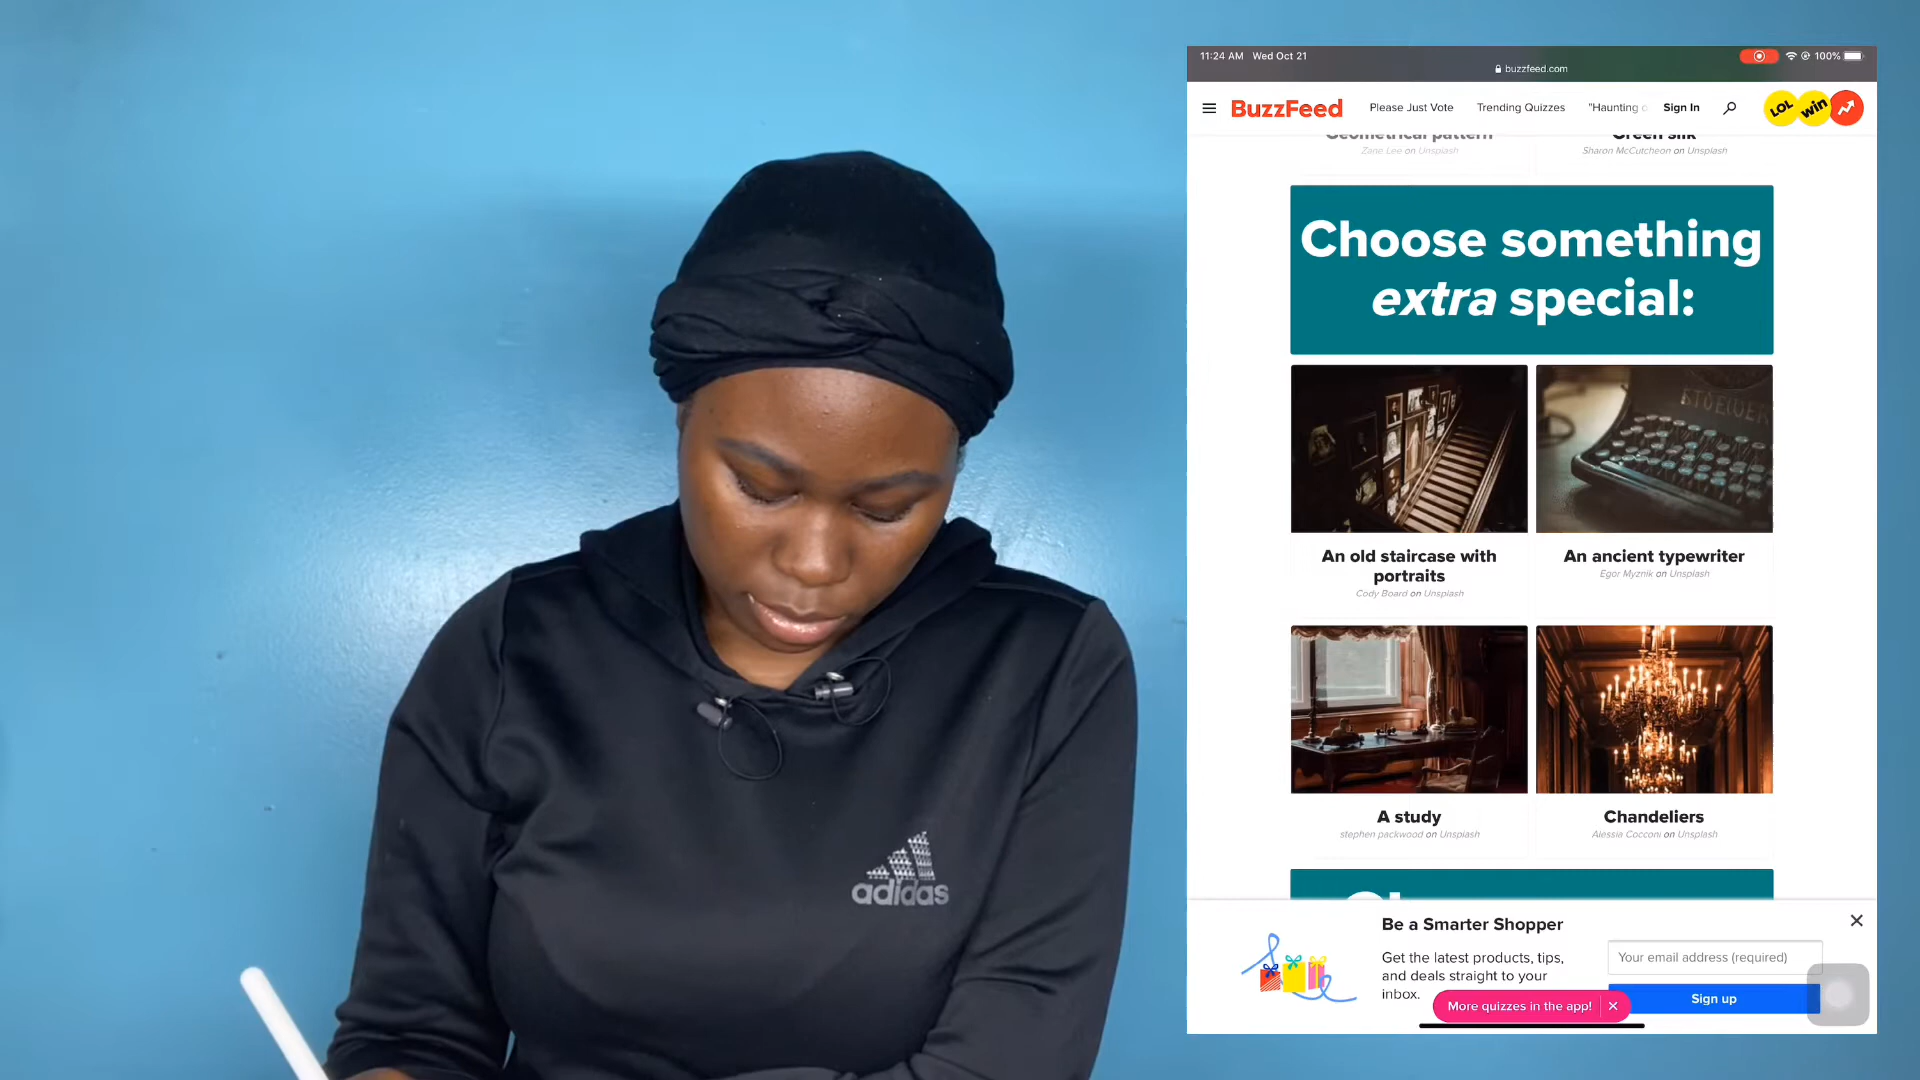 11:24 AM Wed Oct 21
100%
buzzfeed.com
BuzzFeed
Please Just Vote
Trending Quizzes
"Haunting o
Sign In
LOL
win
Geometrical pattern
Zane Lee on Unsplash
Green silk
Sharon McCutcheon on Unsplash
Choose something
extra special:
An old staircase with
portraits
Cody Board on Unsplash
An ancient typewriter
Egor Myznik on Unsplash
A study
stephen packwood on Unsplash
Chandeliers
Alessia Cocconi on Unsplash
Be a Smarter Shopper
Get the latest products, tips,
and deals straight to your
inbox.
Your email address (required)
Sign up
More quizzes in the app!
adidas